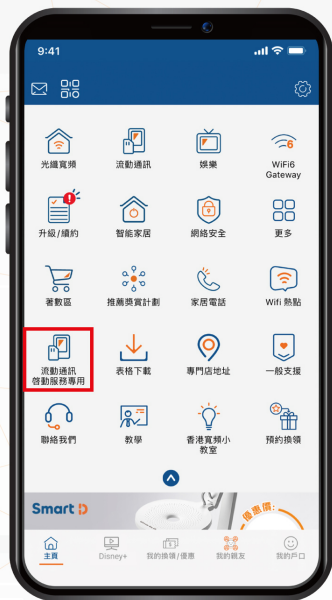 9:41
光纖寬頻
流動通訊
娛樂
6
WiFi6
Gateway
升級/續約
智能家居
網絡安全
更多
著數區
推薦獎賞計劃
家居電話
Wifi 熱點
流動通訊
啓動服務專用
表格下載
專門店地址
一般支援
聯絡我們
教學
香港寬頻小
教室
預約換領
Smart D
優惠價:
主頁
Disney+
我的換領/優惠
我的親友
我的戶口